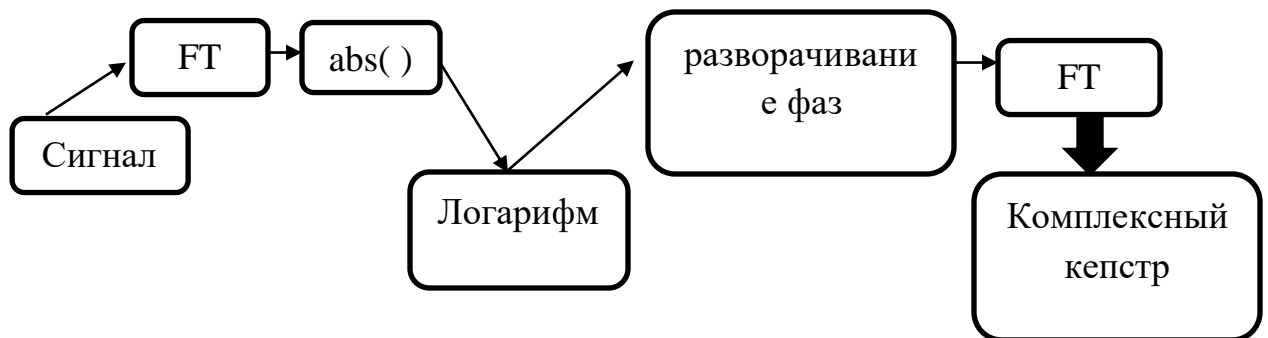 Сигнал
FT
abs( )
Логарифм
разворачивани
е фаз
FT
Комплексный
кепстр